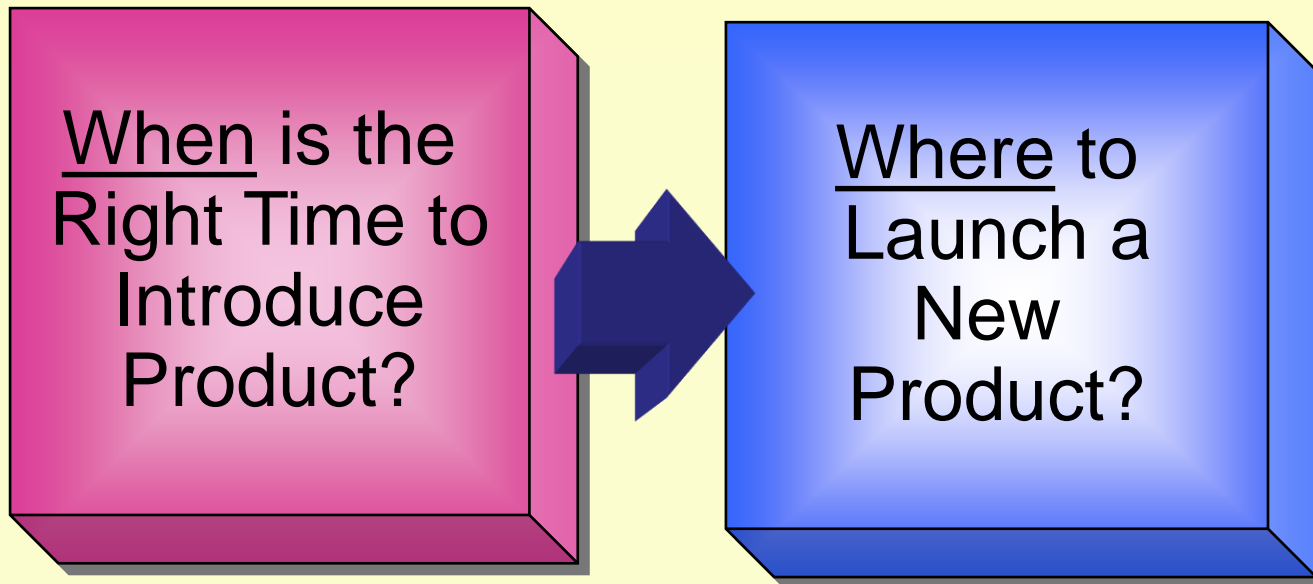 When is the
Right Time to
Introduce
Product?
Where to
Launch a
New
Product?